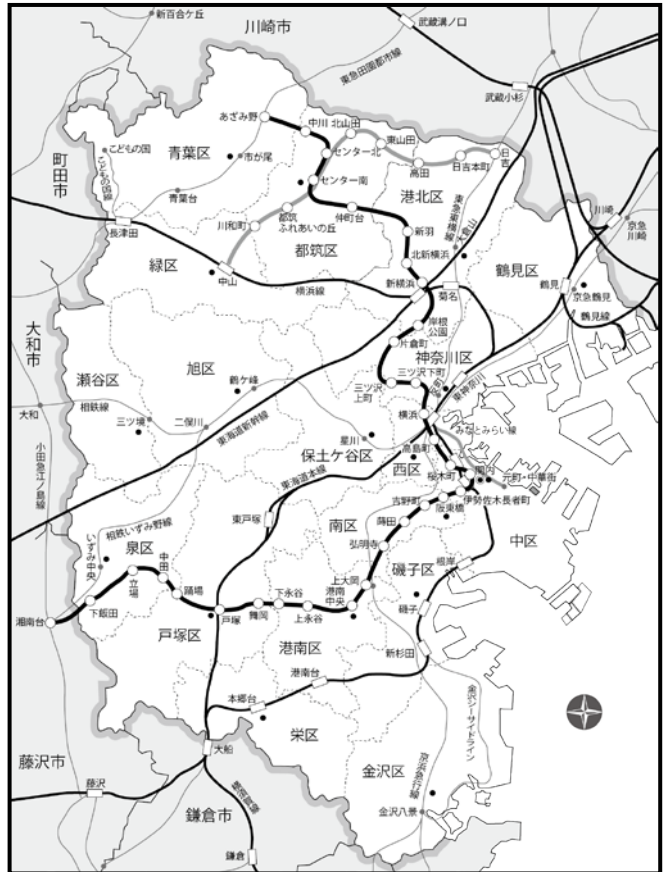 新百合ケ丘
川崎市
武蔵溝ノ口
東急田園都市線
武蔵小杉
あざみ野
中川
北山田
東山田
センター北
高田
日吉本町
日吉
こどもの国
こどもの国線
青葉区
市が尾
町田市
青葉台
センター南
港北区
川和町
都筑
ふれあいの丘
仲町台
東急東横線
大倉山
川崎
京急
川崎
長津田
都筑区
新羽
北新横浜
緑区
中山
横浜線
新横浜
菊名
鶴見区
鶴見
京急鶴見
鶴見線
岸根
公園
片倉町
神奈川区
大和市
旭区
瀬谷区
鶴ケ峰
三ツ沢
上町
三ツ沢下町
東神奈川
大和
相鉄線
三ツ境
二俣川
東海道新幹線
横浜
みなとみらい線
星川
保土ケ谷区
高島町
西区
桜木町
関内
元町・中華街
小田急江ノ島線
東海道本線
伊勢佐木長者町
阪東橋
吉野町
東戸塚
南区
蒔田
中区
相鉄いずみ野線
いずみ
中央
泉区
弘明寺
磯子区
根岸
中田
立場
踊場
上大岡
港南
中央
下永谷
磯子
湘南台
下飯田
戸塚
舞岡
上永谷
戸塚区
港南区
新杉田
港南台
本郷台
栄区
金沢シーサイドライン
大船
藤沢市
藤沢
金沢区
京浜急行線
鎌倉市
金沢八景
鎌倉